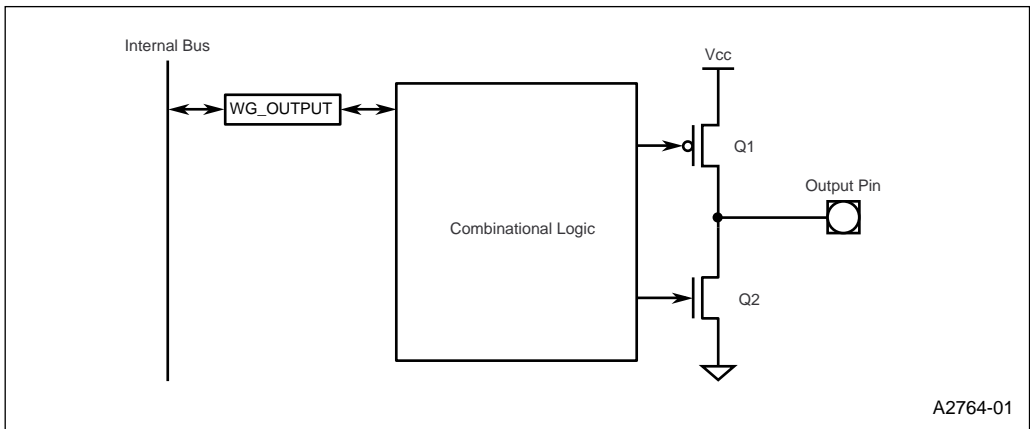 Internal Bus
WG_OUTPUT
Combinational Logic
Vcc
Q1
Output Pin
Q2
A2764-01